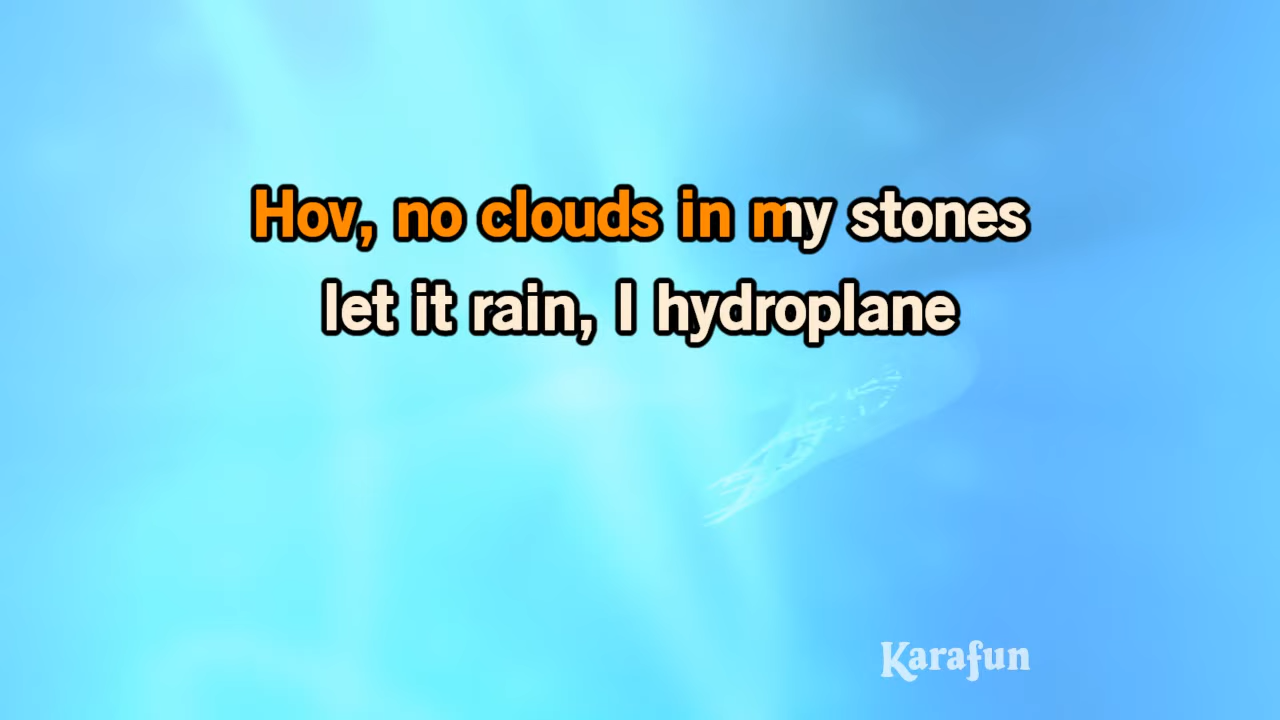 Hov, no clouds in my stones
let it rain, I hydroplane
Karafun